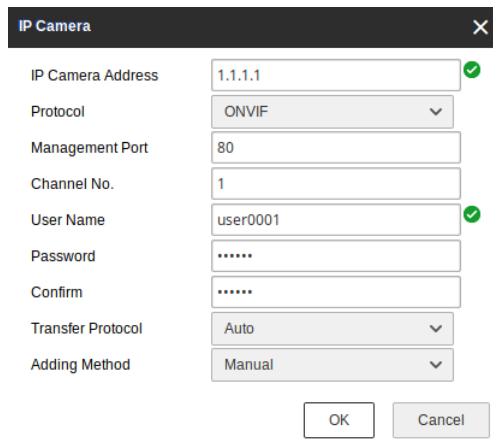 IP Camera
IP Camera Address 1.1.1.1
Protocol ONVIF
Management Port 80
Channel No. 1
User Name user0001
Password ••••••
Confirm ••••••
Transfer Protocol Auto
Adding Method Manual
OK Cancel